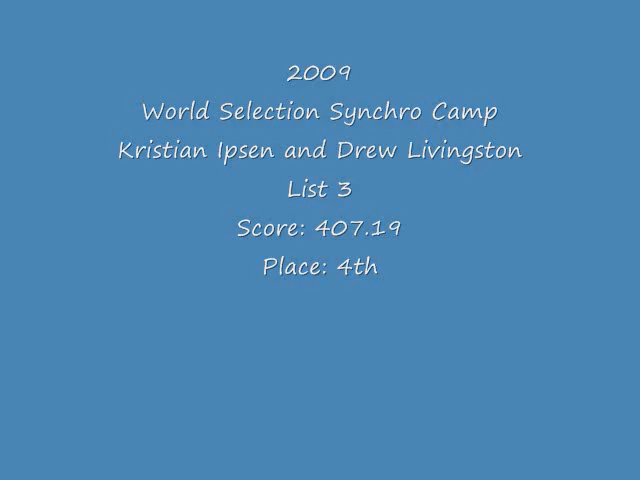 2009
World Selection Synchro Camp
Kristian Ipsen and Drew Livingston
List 3
Score: 407.19
Place: 4th